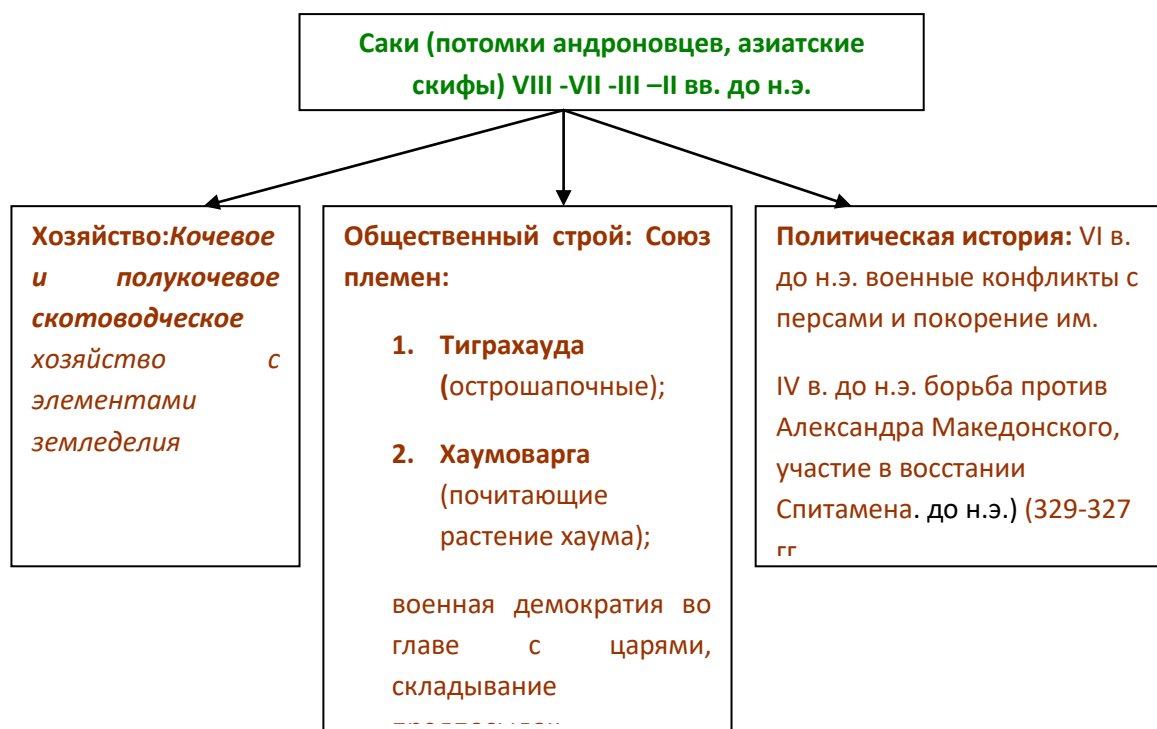 Саки (потомки андроновцев, азиатские
скифы) VIII -VII -III –II вв. до н.э.
Хозяйство:Кочевое
и полукочевое
скотоводческое
хозяйство с
элементами
земледелия
Общественный строй: Союз
племен:
1. Тиграхауда
(острошапочные);
2. Хаумоварга
(почитающие
растение хаума);
военная демократия во
главе с царями,
складывание
Политическая история: VI в.
до н.э. военные конфликты с
персами и покорение им.
IV в. до н.э. борьба против
Александра Македонского,
участие в восстании
Спитамена. до н.э.) (329-327
гг